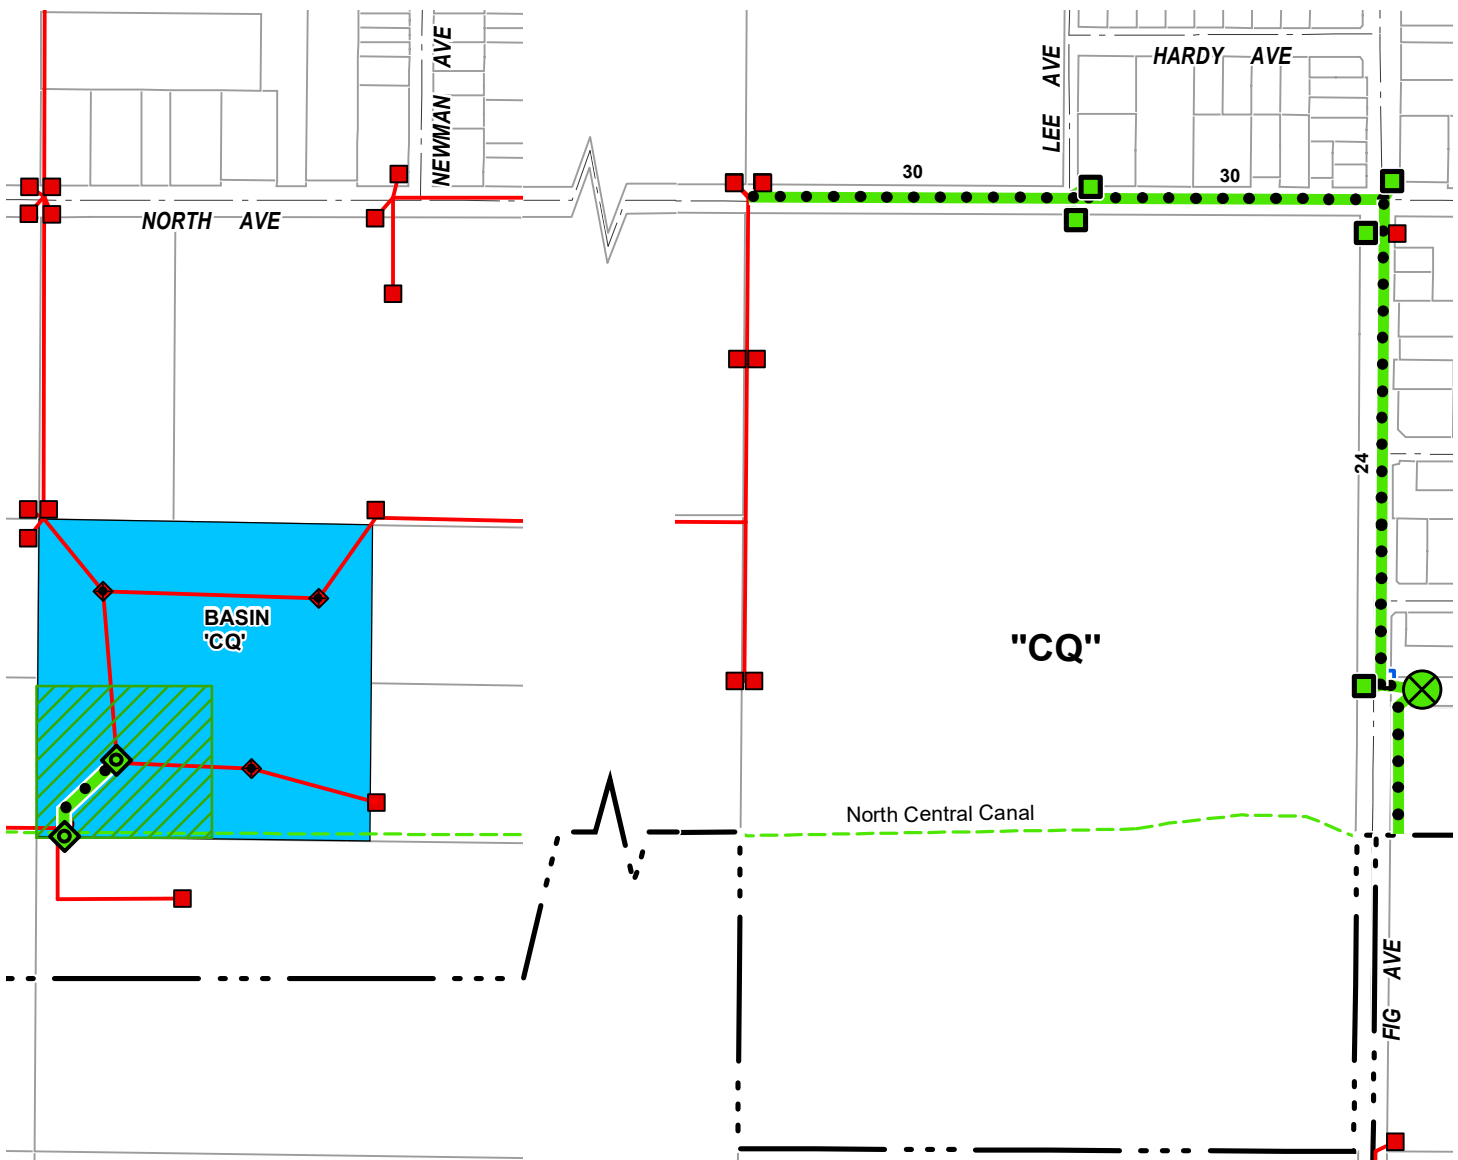 NEWMAN AVE
LEE AVE
HARDY AVE
30
30
NORTH AVE
24
BASIN
'CQ'
"CQ"
North Central Canal
FIG AVE